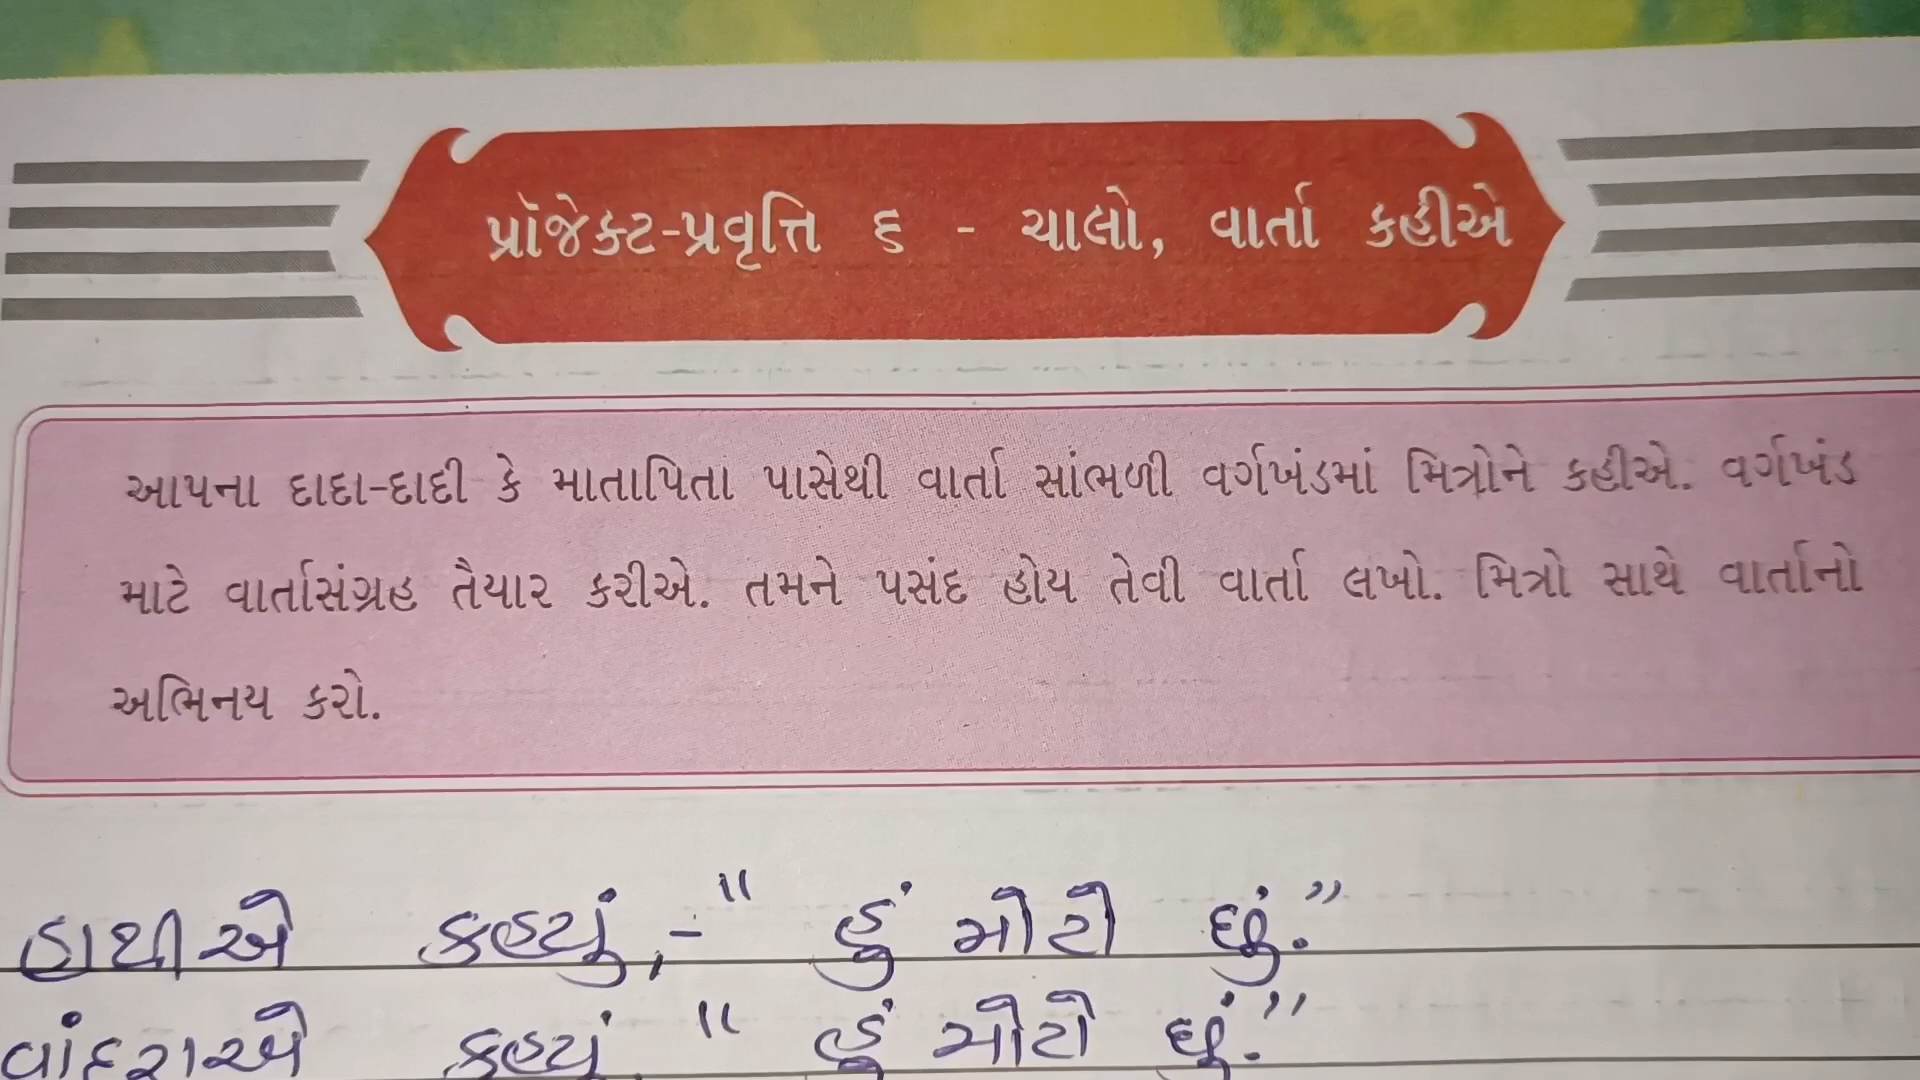 પ્રૉજેક્ટ-પ્રવૃત્તિ ૬ - ચાલો, વાર્તા કહીએ
આપના દાદા-દાદી કે માતાપિતા પાસેથી વાર્તા સાંભળી વર્ગખંડમાં મિત્રોને કહીએ. વર્ગખંડ
માટે વાર્તાસંગ્રહ તૈયાર કરીએ. તમને પસંદ હોય તેવી વાર્તા લખો. મિત્રો સાથે વાર્તાનો
અભિનય કરો.
હાથીએ કહ્યું,-" હું મોટો છું."
વાંદરાએ કહ્યું, " હું મોટો છું."